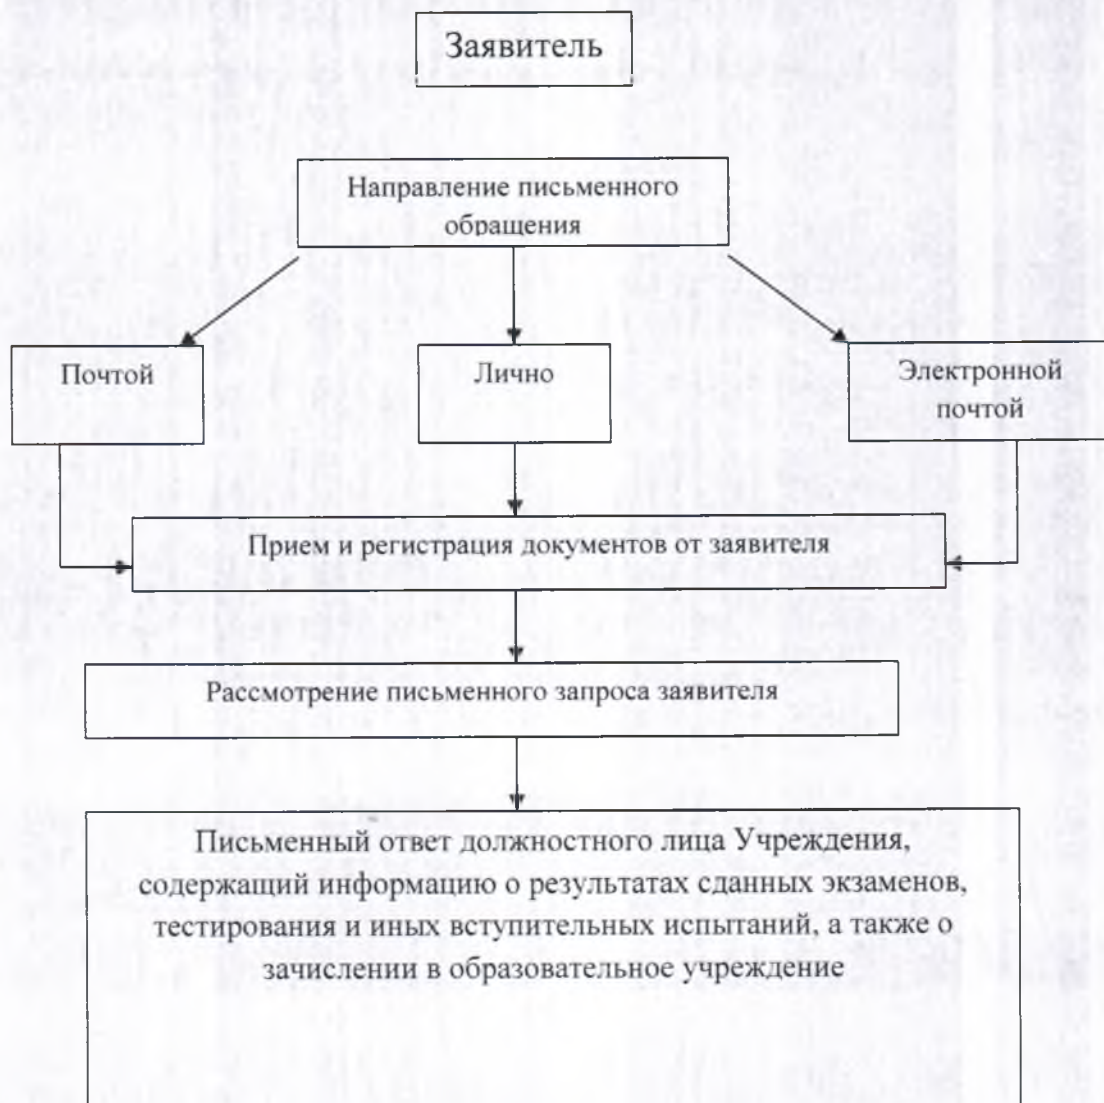 Заявитель
Направление письменного
обращения
Почтой
Лично
Электронной
почтой
Прием и регистрация документов от заявителя
Рассмотрение письменного запроса заявителя
Письменный ответ должностного лица Учреждения,
содержащий информацию о результатах сданных экзаменов,
тестирования и иных вступительных испытаний, а также о
зачислении в образовательное учреждение